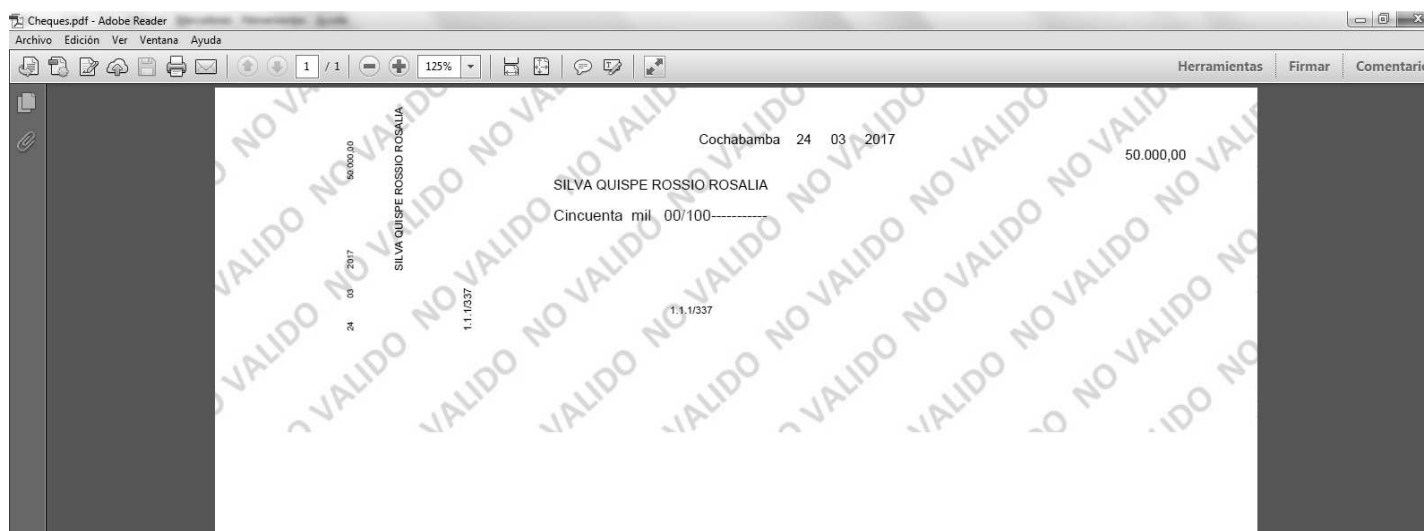 Cheques.pdf - Adobe Reader
Archivo Edición Ver Ventana Ayuda
1 / 1 125% Herramientas Firmar Comentario
Cochabamba 24 03 2017
50.000,00
SILVA QUISPE ROSSIO ROSALIA
Cincuenta mil 00/100-----------
1.1.1/337
50.000,00
24 03 2017
SILVA QUISPE ROSSIO ROSALIA
1.1.1/337
NO VALIDO NO VALIDO NO VALIDO NO VALIDO